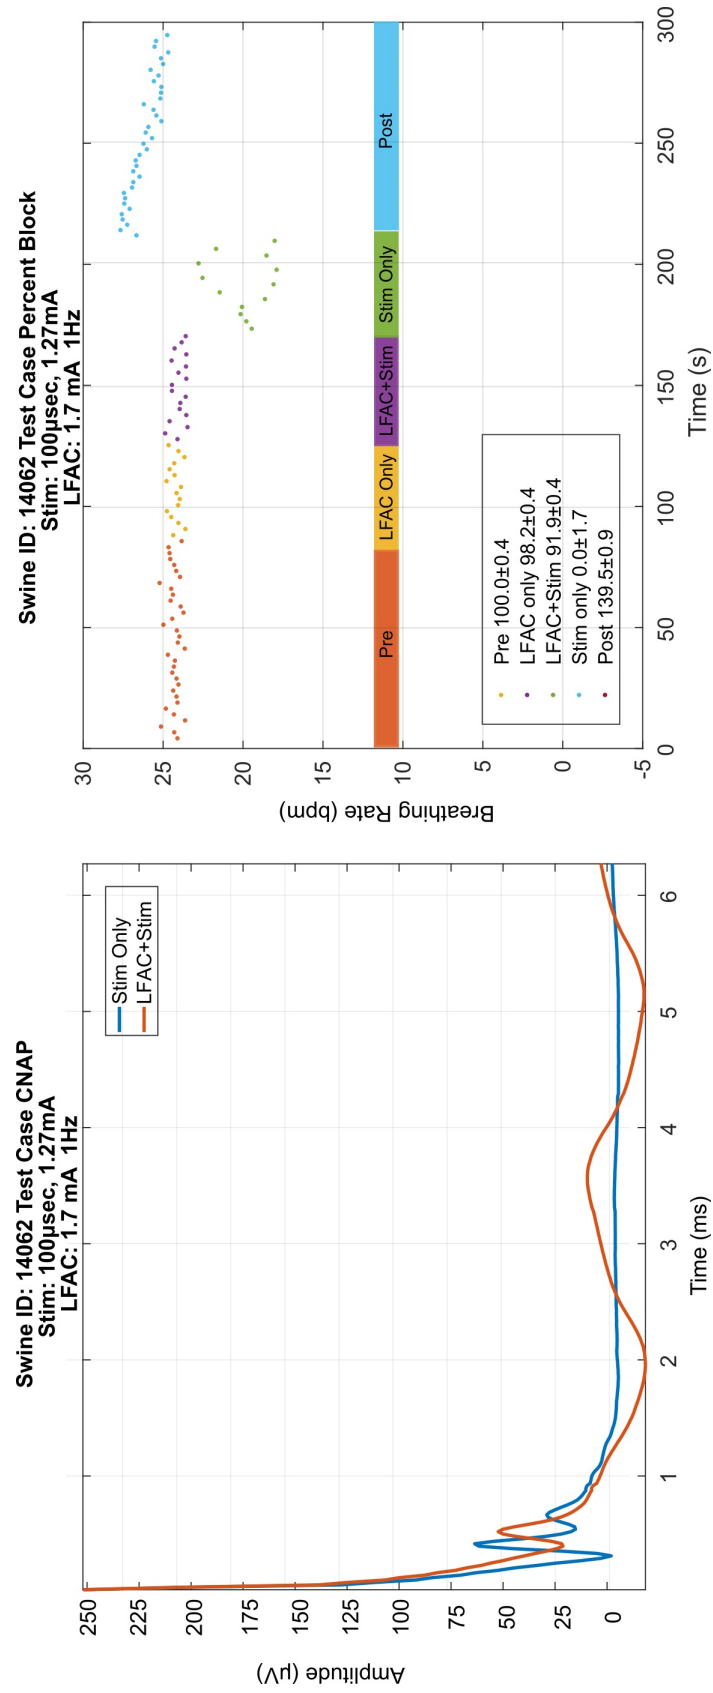 Swine ID: 14062 Test Case CNAP
Stim: 100µsec, 1.27mA
LFAC: 1.7 mA 1Hz
Stim Only
LFAC+Stim
250
225
200
175
150
125
100
75
50
25
0
Amplitude (µV)
1
2
3
4
5
6
Time (ms)
Swine ID: 14062 Test Case Percent Block
Stim: 100µsec, 1.27mA
LFAC: 1.7 mA 1Hz
30
25
20
15
10
5
0
-5
Breathing Rate (bpm)
Pre
LFAC Only
LFAC+Stim
Stim Only
Post
Pre 100.0±0.4
LFAC only 98.2±0.4
LFAC+Stim 91.9±0.4
Stim only 0.0±1.7
Post 139.5±0.9
0
50
100
150
200
250
300
Time (s)